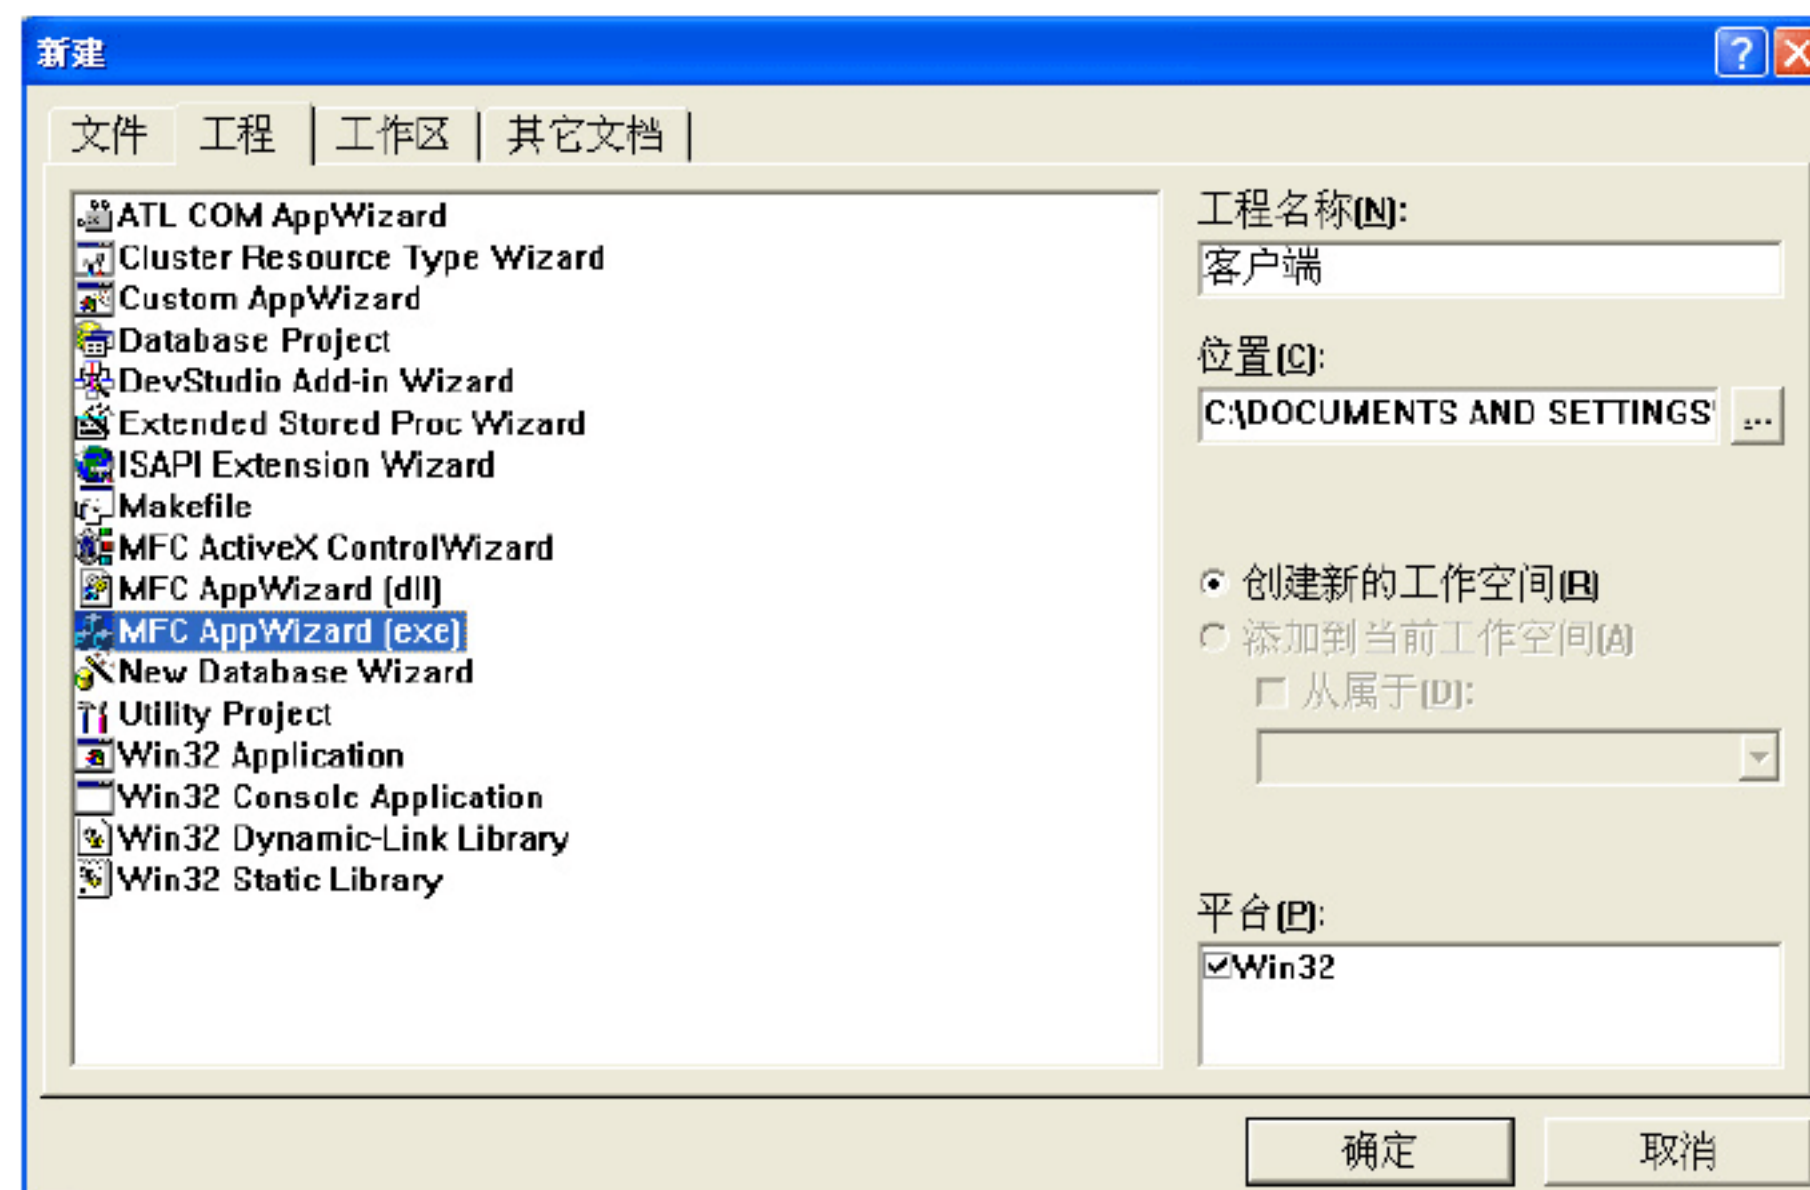 新建
文件 工程 工作区 其它文档
ATL COM AppWizard
Cluster Resource Type Wizard
Custom AppWizard
Database Project
DevStudio Add-in Wizard
Extended Stored Proc Wizard
ISAPI Extension Wizard
Makefile
MFC ActiveX ControlWizard
MFC AppWizard (dll)
MFC AppWizard (exe)
New Database Wizard
Utility Project
Win32 Application
Win32 Console Application
Win32 Dynamic-Link Library
Win32 Static Library
工程名称(N):
客户端
位置(C):
C:\DOCUMENTS AND SETTINGS
...
创建新的工作空间(R)
添加到当前工作空间(A)
从属于(D):
平台(P):
Win32
确定 取消